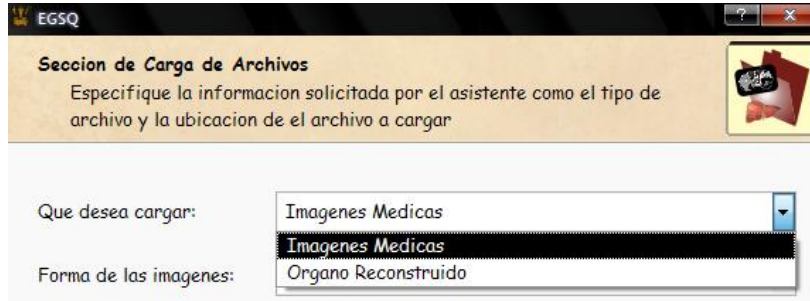 EGSQ
Seccion de Carga de Archivos
Especifique la informacion solicitada por el asistente como el tipo de
archivo y la ubicacion de el archivo a cargar
Que desea cargar:
Imagenes Medicas
Imagenes Medicas
Organo Reconstruido
Forma de las imagenes: